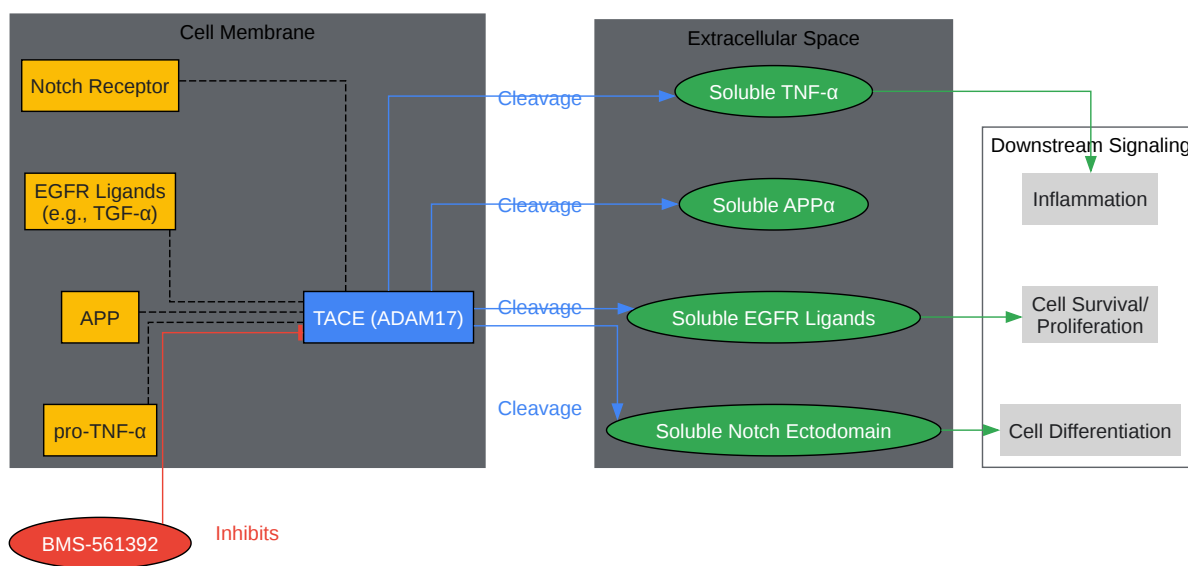 Cell Membrane
Notch Receptor
EGFR Ligands
(e.g., TGF-α)
APP
pro-TNF-α
TACE (ADAM17)
BMS-561392
Inhibits
Cleavage
Cleavage
Cleavage
Cleavage
Extracellular Space
Soluble TNF-α
Soluble APPα
Soluble EGFR Ligands
Soluble Notch Ectodomain
Downstream Signaling
Inflammation
Cell Survival/
Proliferation
Cell Differentiation